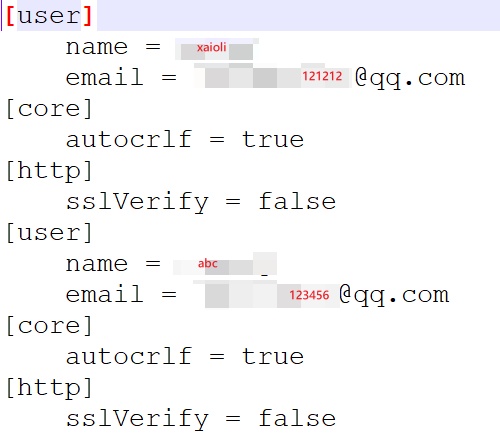 [user]
name = xaioli
email = 121212 @qq.com
[core]
autocrlf = true
[http]
sslVerify = false
[user]
name = abc
email = 123456 @qq.com
[core]
autocrlf = true
[http]
sslVerify = false